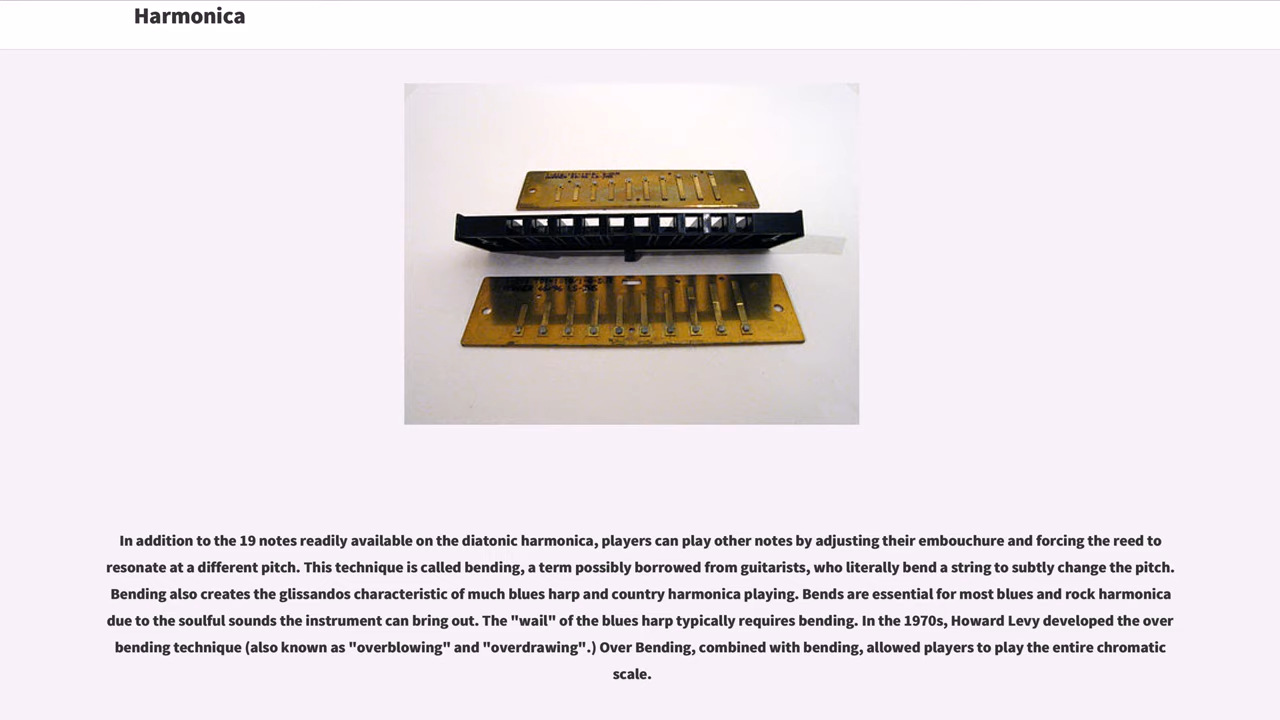 Harmonica
In addition to the 19 notes readily available on the diatonic harmonica, players can play other notes by adjusting their embouchure and forcing the reed to
resonate at a different pitch. This technique is called bending, a term possibly borrowed from guitarists, who literally bend a string to subtly change the pitch.
Bending also creates the glissandos characteristic of much blues harp and country harmonica playing. Bends are essential for most blues and rock harmonica
due to the soulful sounds the instrument can bring out. The "wail" of the blues harp typically requires bending. In the 1970s, Howard Levy developed the over
bending technique (also known as "overblowing" and "overdrawing".) Over Bending, combined with bending, allowed players to play the entire chromatic
scale.